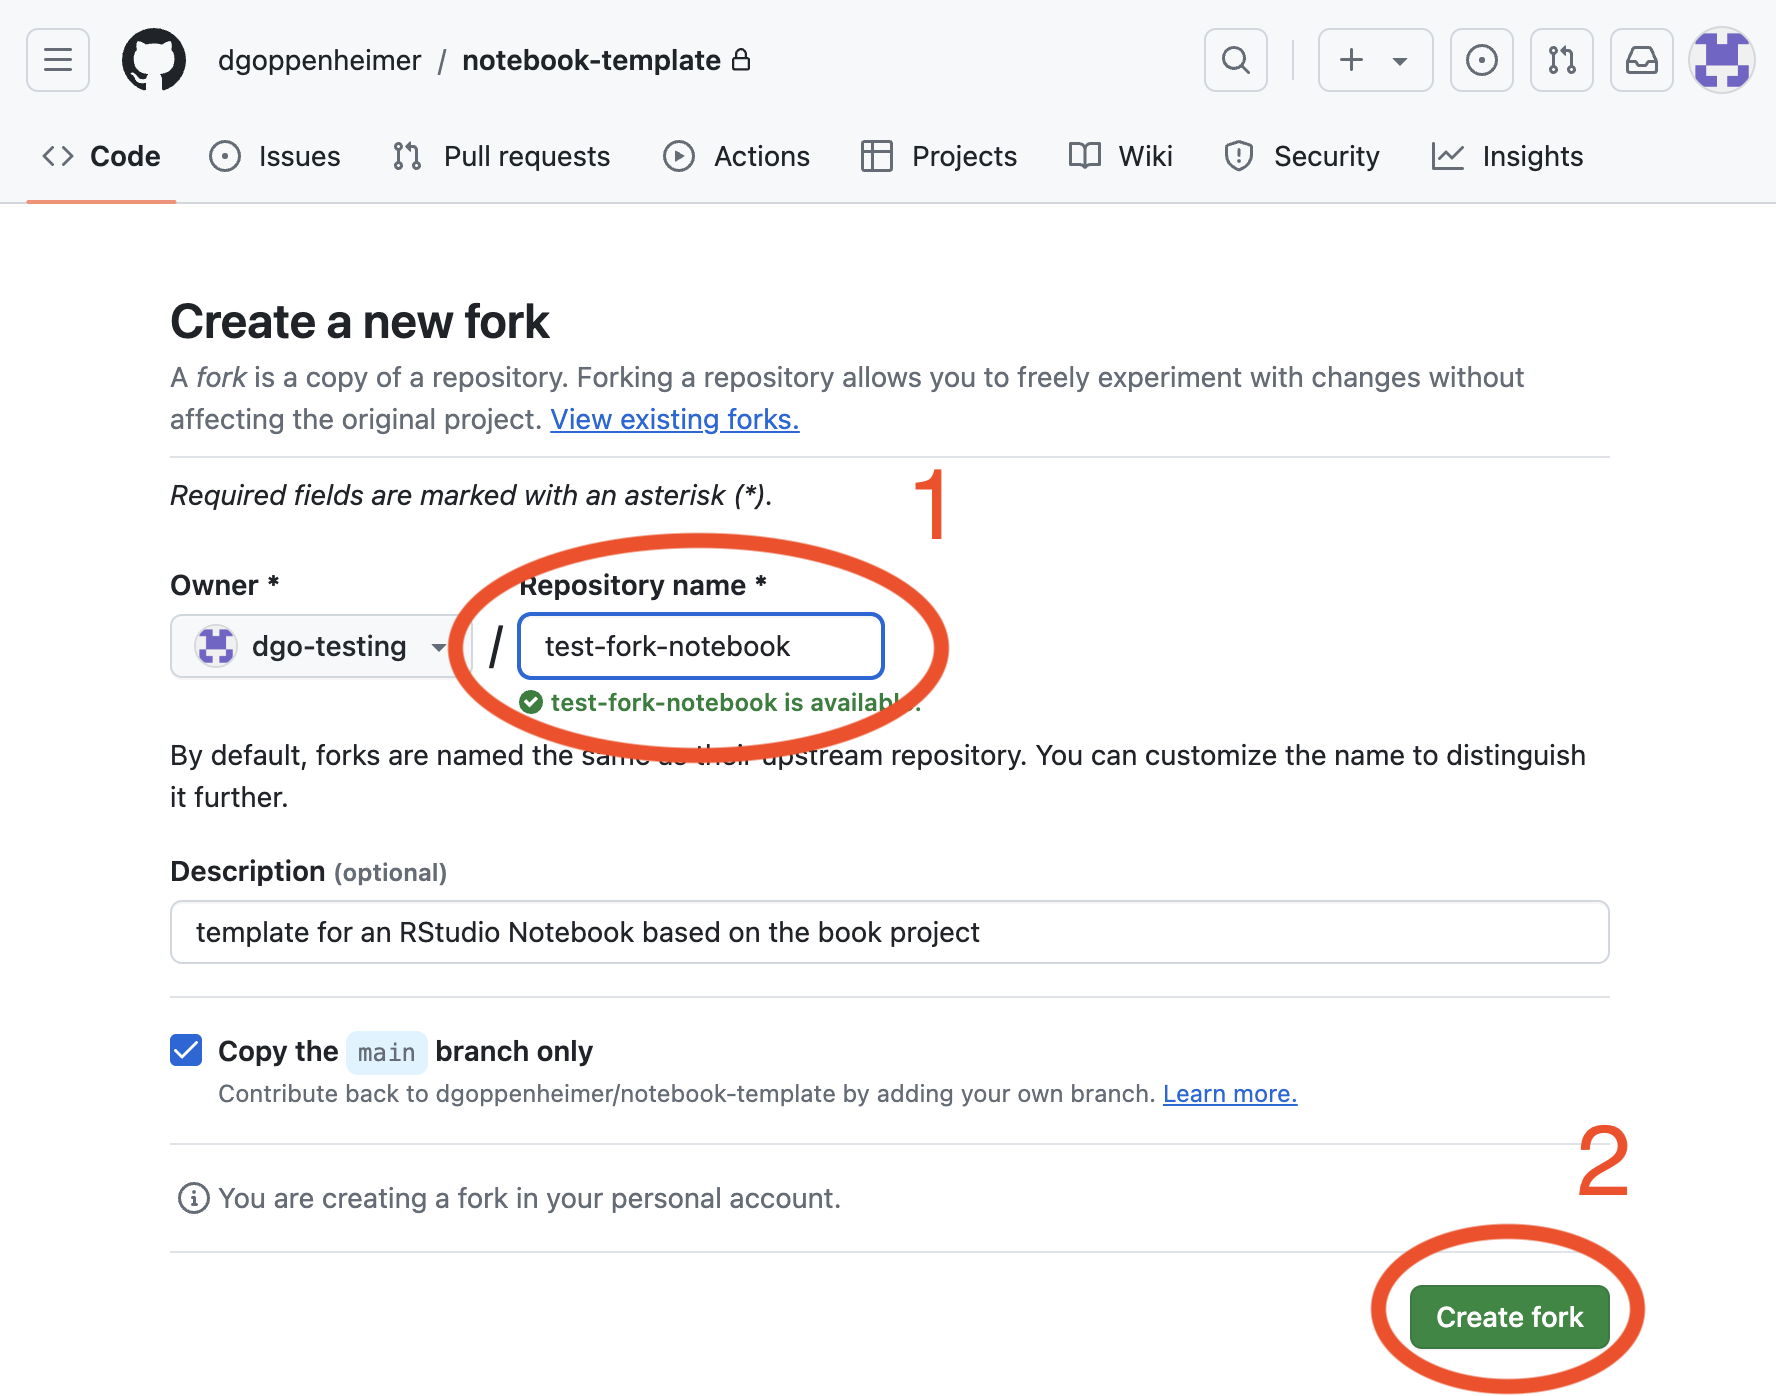 dgoppenheimer / notebook-template
Code Issues Pull requests Actions Projects Wiki Security Insights
Create a new fork
A fork is a copy of a repository. Forking a repository allows you to freely experiment with changes without
affecting the original project. View existing forks.
1
Required fields are marked with an asterisk (*).
Owner * Repository name *
dgo-testing / test-fork-notebook
test-fork-notebook is available.
By default, forks are named the same as their upstream repository. You can customize the name to distinguish
it further.
Description (optional)
template for an RStudio Notebook based on the book project
Copy the main branch only
Contribute back to dgoppenheimer/notebook-template by adding your own branch. Learn more.
2
You are creating a fork in your personal account.
Create fork